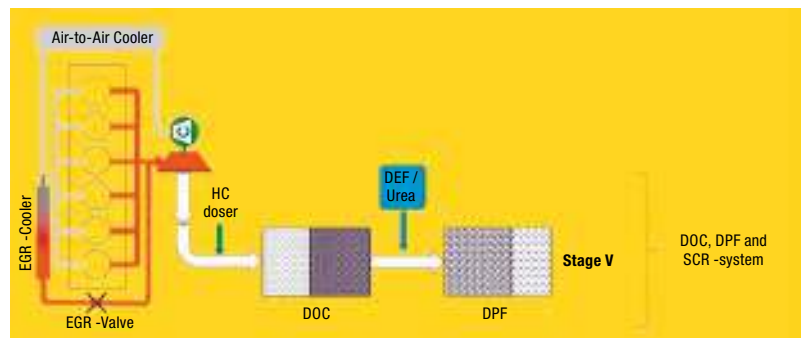 Air-to-Air Cooler
EGR -Cooler
EGR -Valve
HC
doser
DOC
DEF /
Urea
DPF
Stage V
DOC, DPF and
SCR -system